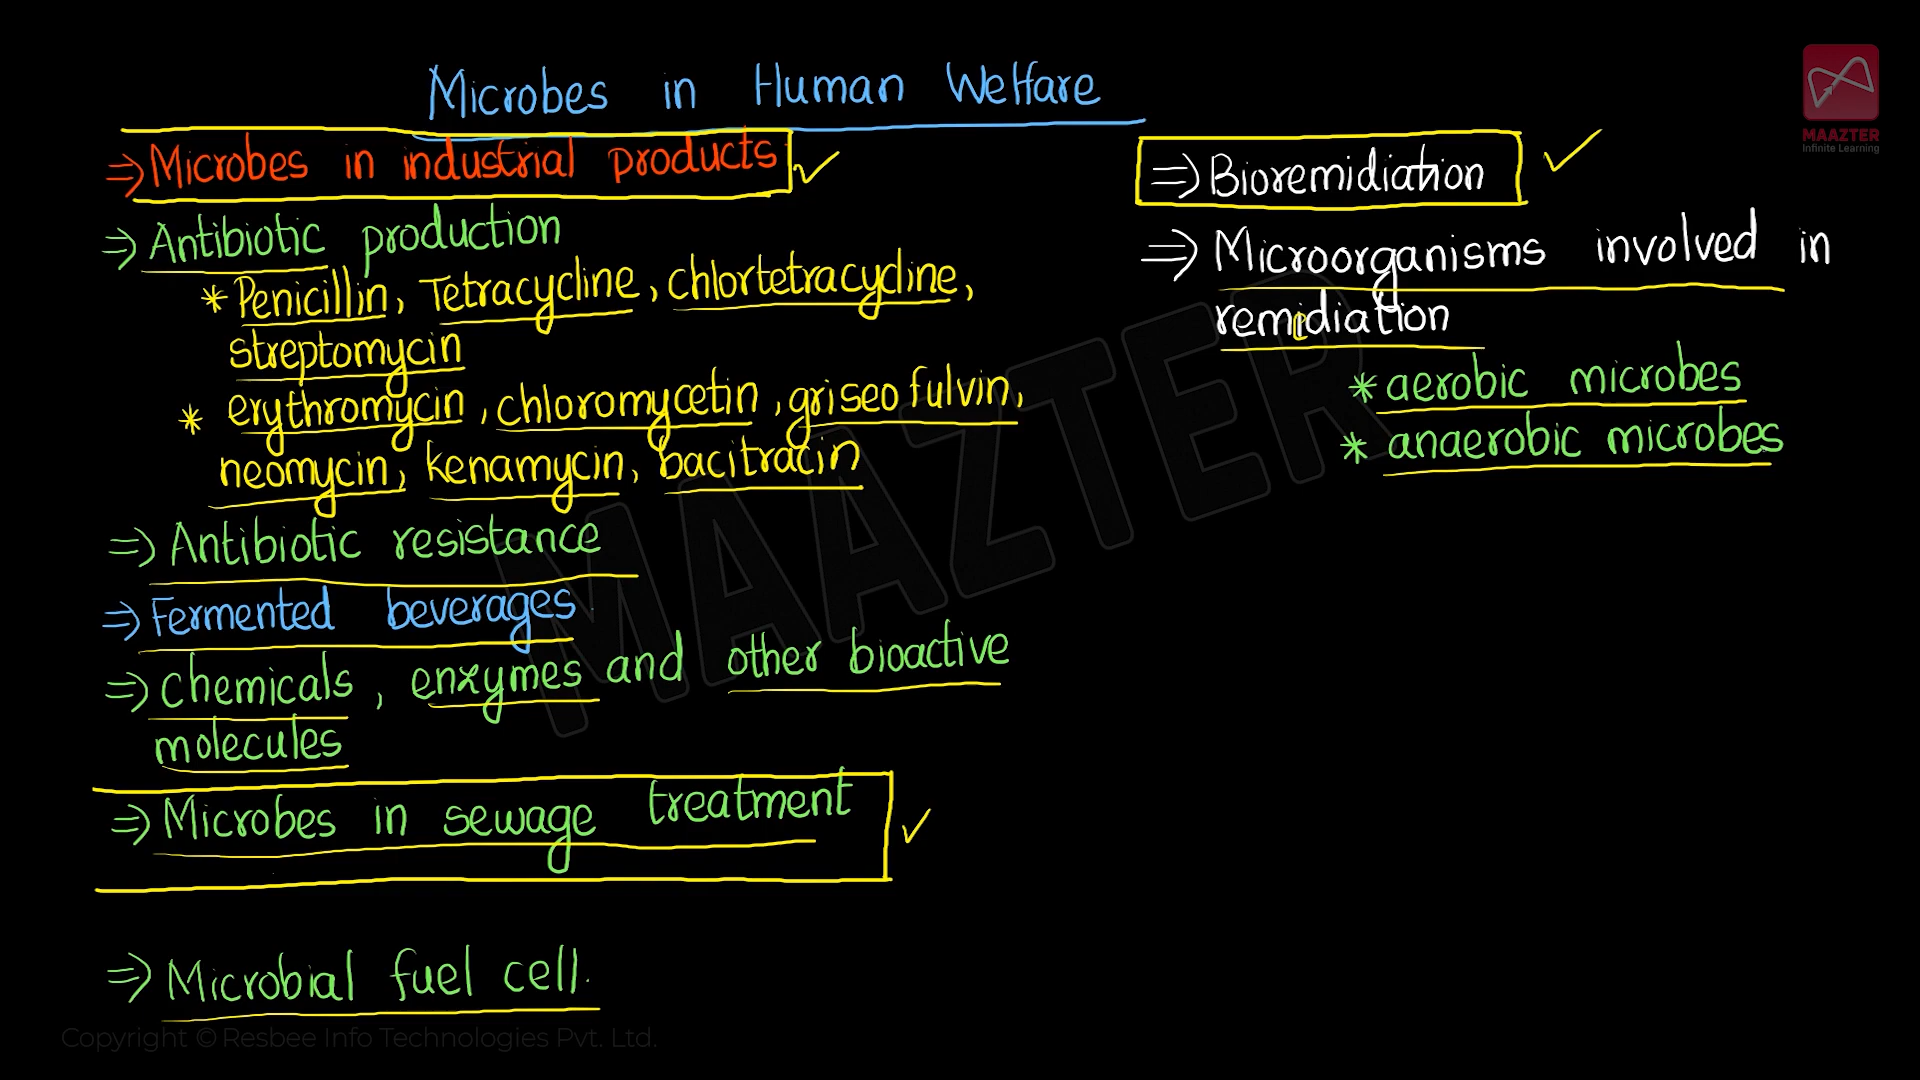 Microbes in Human Welfare
⇒ Microbes in industrial products ✓
⇒ Antibiotic production
* Penicillin, Tetracycline, chlortetracycline,
streptomycin
* erythromycin, chloromycetin, griseofulvin,
neomycin, kenamycin, bacitracin
⇒ Antibiotic resistance
⇒ Fermented beverages
⇒ chemicals, enzymes and other bioactive
molecules
⇒ Microbes in sewage treatment ✓
⇒ Microbial fuel cell.
⇒ Bioremidiation ✓
⇒ Microorganisms involved in
remidiation
* aerobic microbes
* anaerobic microbes
MAAZTER
Infinite Learning
MAAZTER
Copyright © Resbee Info Technologies Pvt. Ltd.